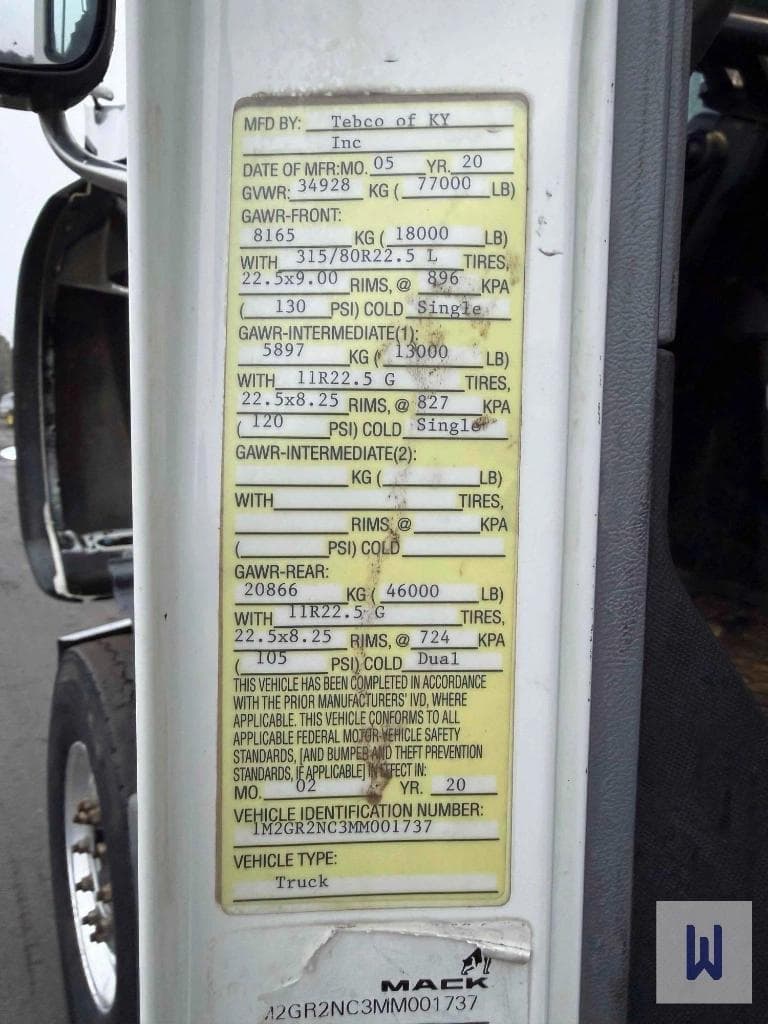 MFD BY: Tebco of KY
Inc
DATE OF MFR:MO. 05 YR. 20
GVWR: 34928 KG ( 77000 LB)
GAWR-FRONT:
8165 KG ( 18000 LB)
WITH 315/80R22.5 L TIRES,
22.5x9.00 RIMS, @ 896 KPA
( 130 PSI) COLD Single
GAWR-INTERMEDIATE(1):
5897 KG ( 13000 LB)
WITH 11R22.5 G TIRES,
22.5x8.25 RIMS, @ 827 KPA
( 120 PSI) COLD Single
GAWR-INTERMEDIATE(2):
KG ( LB)
WITH TIRES,
RIMS, @ KPA
( PSI) COLD
GAWR-REAR:
20866 KG ( 46000 LB)
WITH 11R22.5 G TIRES,
22.5x8.25 RIMS, @ 724 KPA
( 105 PSI) COLD Dual
THIS VEHICLE HAS BEEN COMPLETED IN ACCORDANCE
WITH THE PRIOR MANUFACTURERS' IVD, WHERE
APPLICABLE. THIS VEHICLE CONFORMS TO ALL
APPLICABLE FEDERAL MOTOR VEHICLE SAFETY
STANDARDS, [AND BUMPER AND THEFT PREVENTION
STANDARDS, IF APPLICABLE] IN EFFECT IN:
MO. 02 YR. 20
VEHICLE IDENTIFICATION NUMBER:
1M2GR2NC3MM001737
VEHICLE TYPE:
Truck
MACK
M2GR2NC3MM001737
W